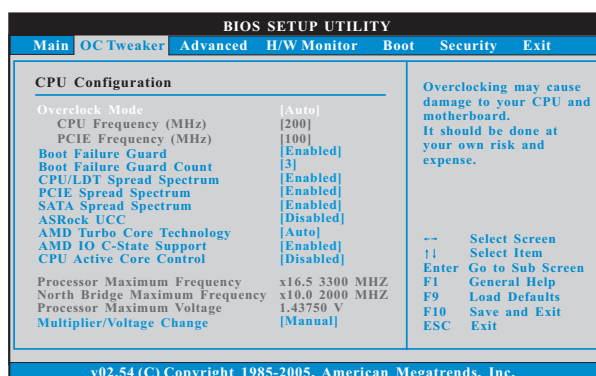 BIOS SETUP UTILITY
Main OC Tweaker Advanced H/W Monitor Boot Security Exit
CPU Configuration
Overclock Mode [Auto]
CPU Frequency (MHz) [200]
PCIE Frequency (MHz) [100]
Boot Failure Guard [Enabled]
Boot Failure Guard Count [3]
CPU/LDT Spread Spectrum [Enabled]
PCIE Spread Spectrum [Enabled]
SATA Spread Spectrum [Enabled]
ASRock UCC [Disabled]
AMD Turbo Core Technology [Auto]
AMD IO C-State Support [Enabled]
CPU Active Core Control [Disabled]
Processor Maximum Frequency x16.5 3300 MHZ
North Bridge Maximum Frequency x10.0 2000 MHZ
Processor Maximum Voltage 1.43750 V
Multiplier/Voltage Change [Manual]
Overclocking may cause
damage to your CPU and
motherboard.
It should be done at
your own risk and
expense.
←→ Select Screen
↑↓ Select Item
Enter Go to Sub Screen
F1 General Help
F9 Load Defaults
F10 Save and Exit
ESC Exit
v02.54 (C) Copyright 1985-2005, American Megatrends, Inc.